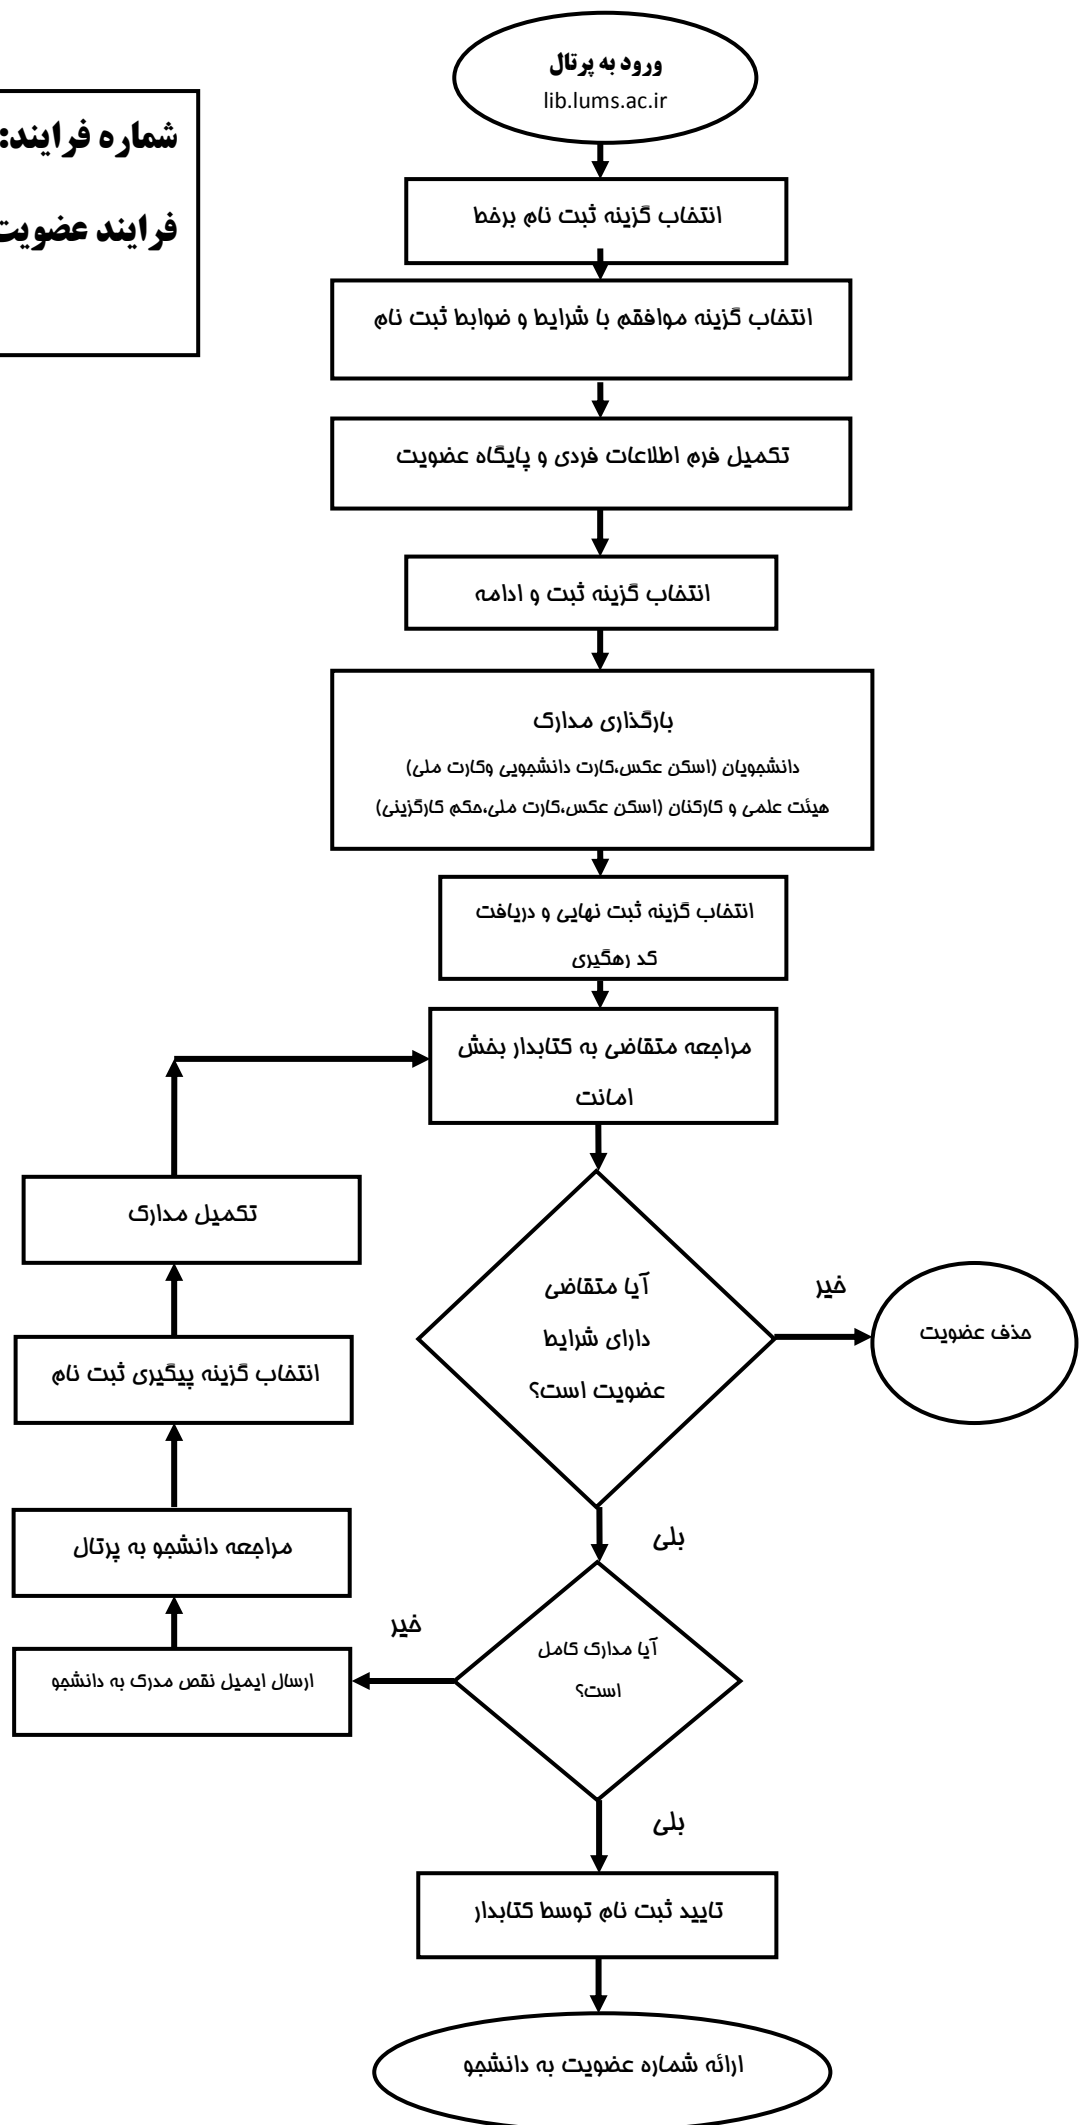 ورود به پرتال
lib.lums.ac.ir
شماره فرایند:
فرایند عضویت
انتخاب گزینه ثبت نام برخط
انتخاب گزینه موافقم با شرایط و ضوابط ثبت نام
تکمیل فرم اطلاعات فردی و پایگاه عضویت
انتخاب گزینه ثبت و ادامه
بارگذاری مدارک
دانشجویان (اسکن عکس،کارت دانشجویی وکارت ملی)
هیئت علمی و کارکنان (اسکن عکس،کارت ملی،حکم کارگزینی)
انتخاب گزینه ثبت نهایی و دریافت
کد رهگیری
مراجعه متقاضی به کتابدار بخش
امانت
تکمیل مدارک
آیا متقاضی
دارای شرایط
عضویت است؟
خیر
حذف عضویت
انتخاب گزینه پیگیری ثبت نام
بلی
مراجعه دانشجو به پرتال
خیر
آیا مدارک کامل
است؟
ارسال ایمیل نقص مدرک به دانشجو
بلی
تایید ثبت نام توسط کتابدار
ارائه شماره عضویت به دانشجو